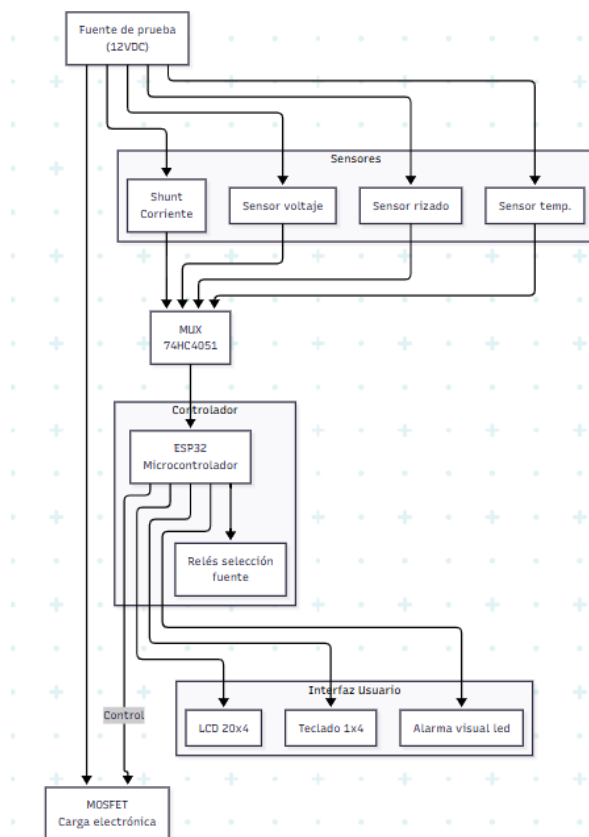 Fuente de prueba
(12VDC)
Sensores
Shunt
Corriente
Sensor voltaje
Sensor rizado
Sensor temp.
MUX
74HC4051
Controlador
ESP32
Microcontrolador
Relés selección
fuente
Interfaz Usuario
LCD 20x4
Teclado 1x4
Alarma visual led
Control
MOSFET
Carga electrónica